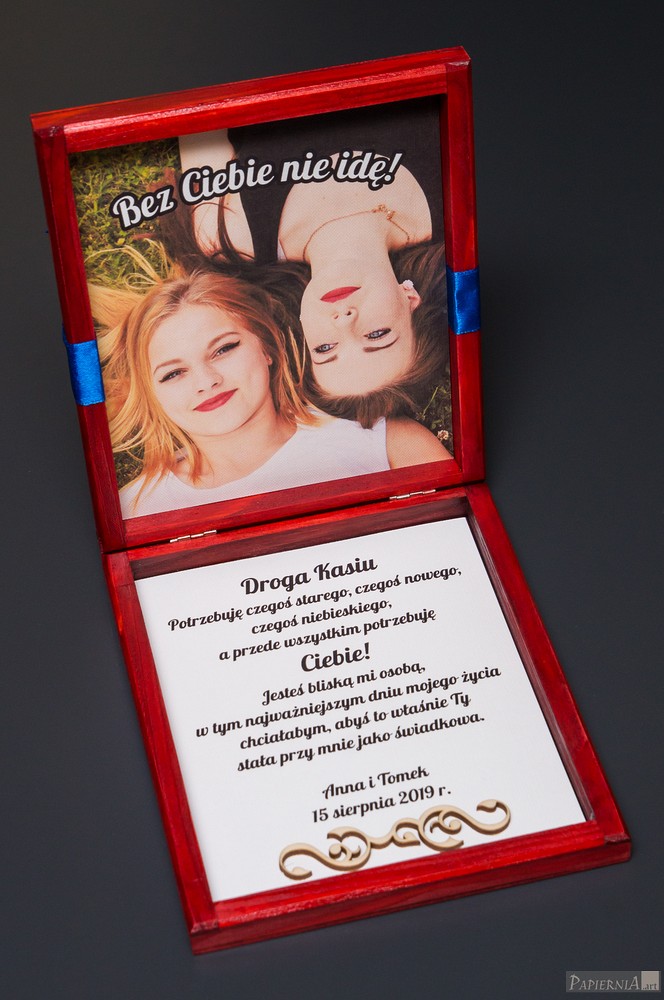 Bez Ciebie nie idę!
Droga Kasiu
Potrzebuję czegoś starego, czegoś nowego,
czegoś niebieskiego,
a przede wszystkim potrzebuję
Ciebie!
Jesteś bliską mi osobą,
w tym najważniejszym dniu mojego życia
chciałabym, abyś to właśnie Ty
stała przy mnie jako świadkowa.
Anna i Tomek
15 sierpnia 2019 r.
PAPIERNIA.art